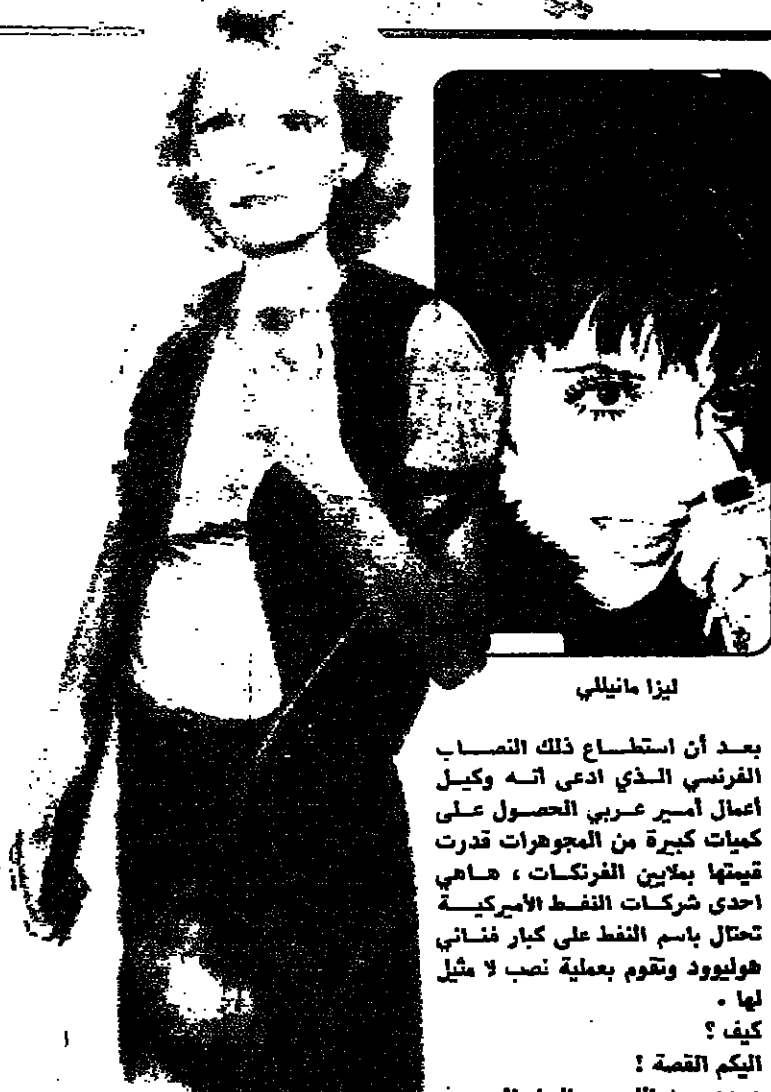 ليزا مانيللي
بعد أن استطاع ذلك النصاب
الفرنسي الذي ادعى انه وكيل
أعمال أمير عربي الحصول على
كميات كبيرة من المجوهرات قدرت
قيمتها بملايين الفرنكات ، هاهي
احدى شركات النفط الأميركية
تحتال باسم النفط على كبار فناني
هوليوود وتقوم بعملية نصب لا مثيل
لها .
كيف ؟
اليكم القصة !